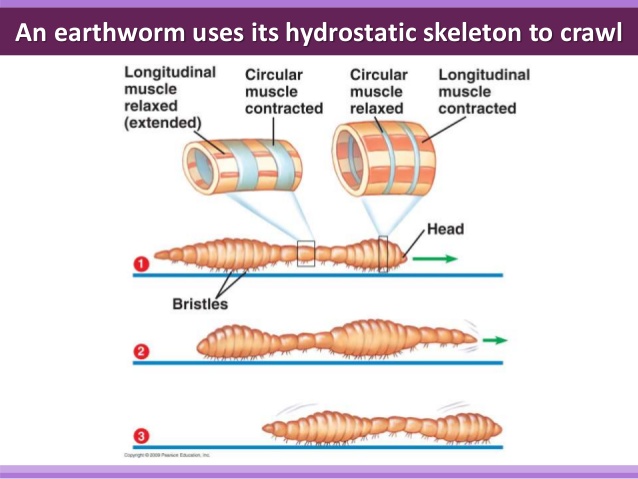 An earthworm uses its hydrostatic skeleton to crawl
Longitudinal
muscle
relaxed
(extended)
Circular
muscle
contracted
Circular
muscle
relaxed
Longitudinal
muscle
contracted
Head
1
Bristles
2
3
Copyright © 2009 Pearson Education, Inc.